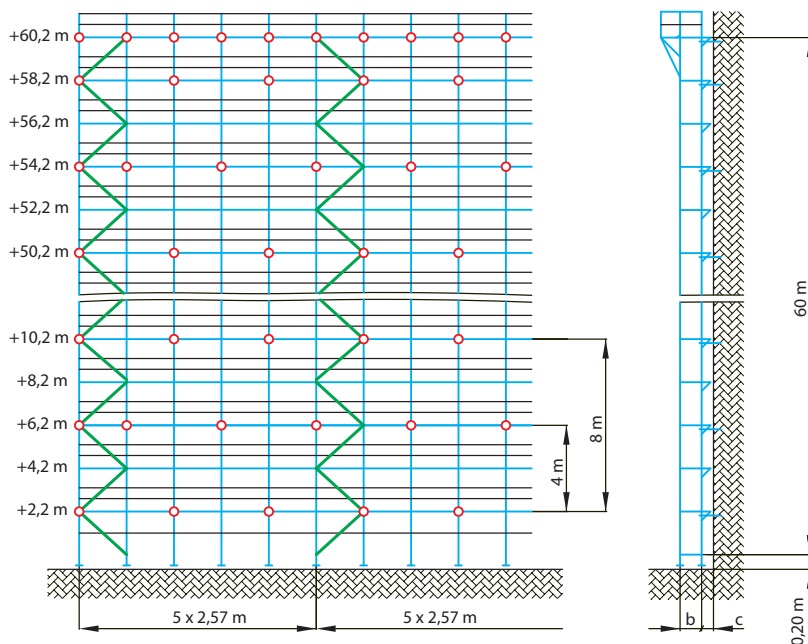 +60,2 m
+58,2 m
+56,2 m
+54,2 m
+52,2 m
+50,2 m
+10,2 m
+8,2 m
+6,2 m
+4,2 m
+2,2 m
4 m
8 m
60 m
5 x 2,57 m
5 x 2,57 m
b
c
0,20 m